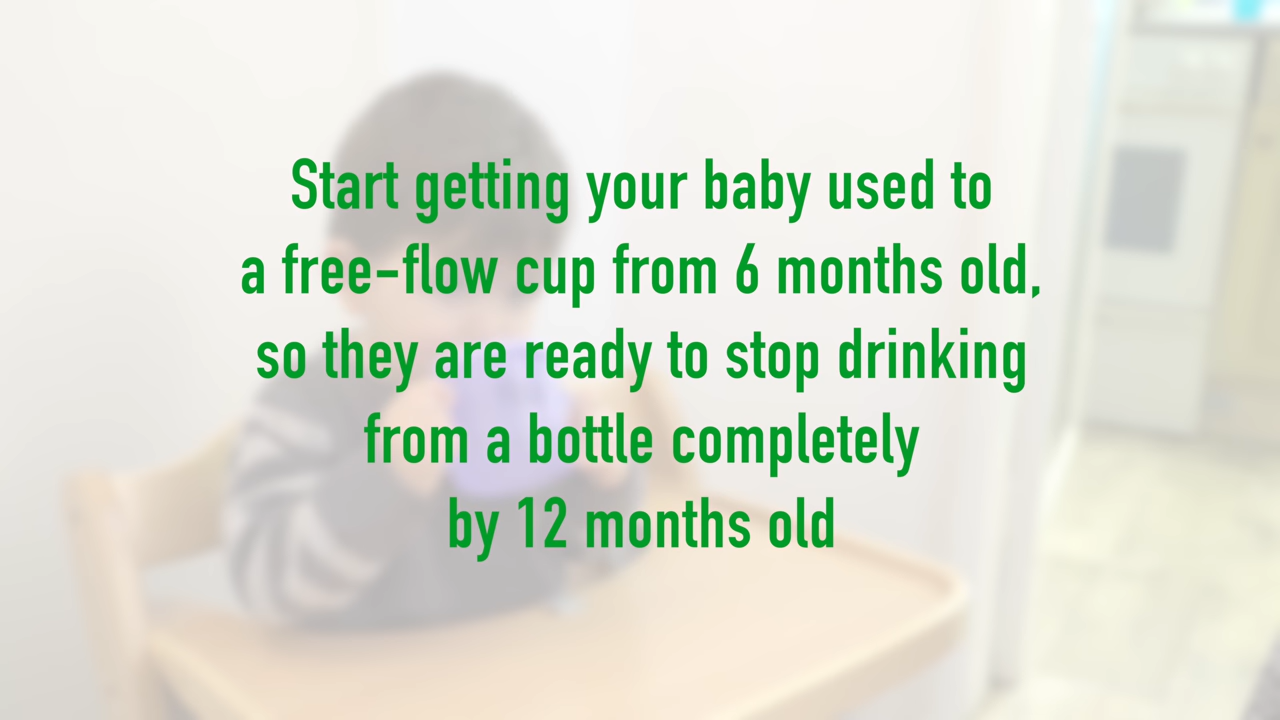 Start getting your baby used to
a free-flow cup from 6 months old,
so they are ready to stop drinking
from a bottle completely
by 12 months old